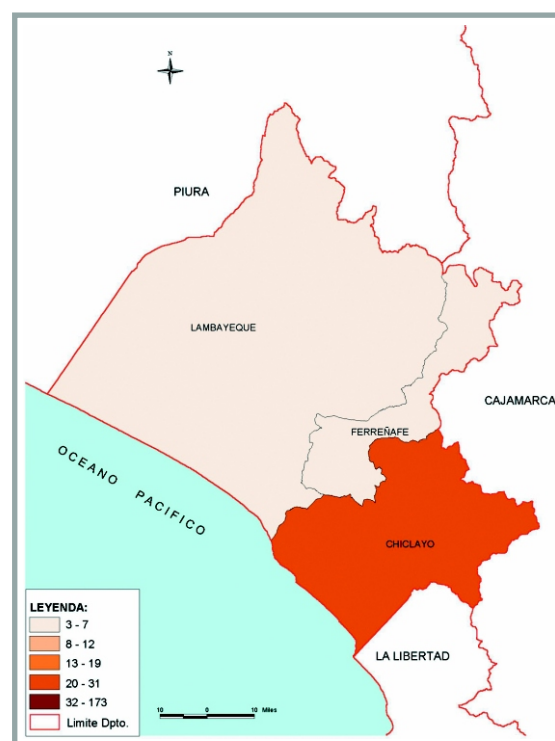 N
PIURA
LAMBAYEQUE
CAJAMARCA
FERREÑAFE
OCEANO PACIFICO
CHICLAYO
LA LIBERTAD
LEYENDA:
3 - 7
8 - 12
13 - 19
20 - 31
32 - 173
Limite Dpto.
10 0 10 Miles